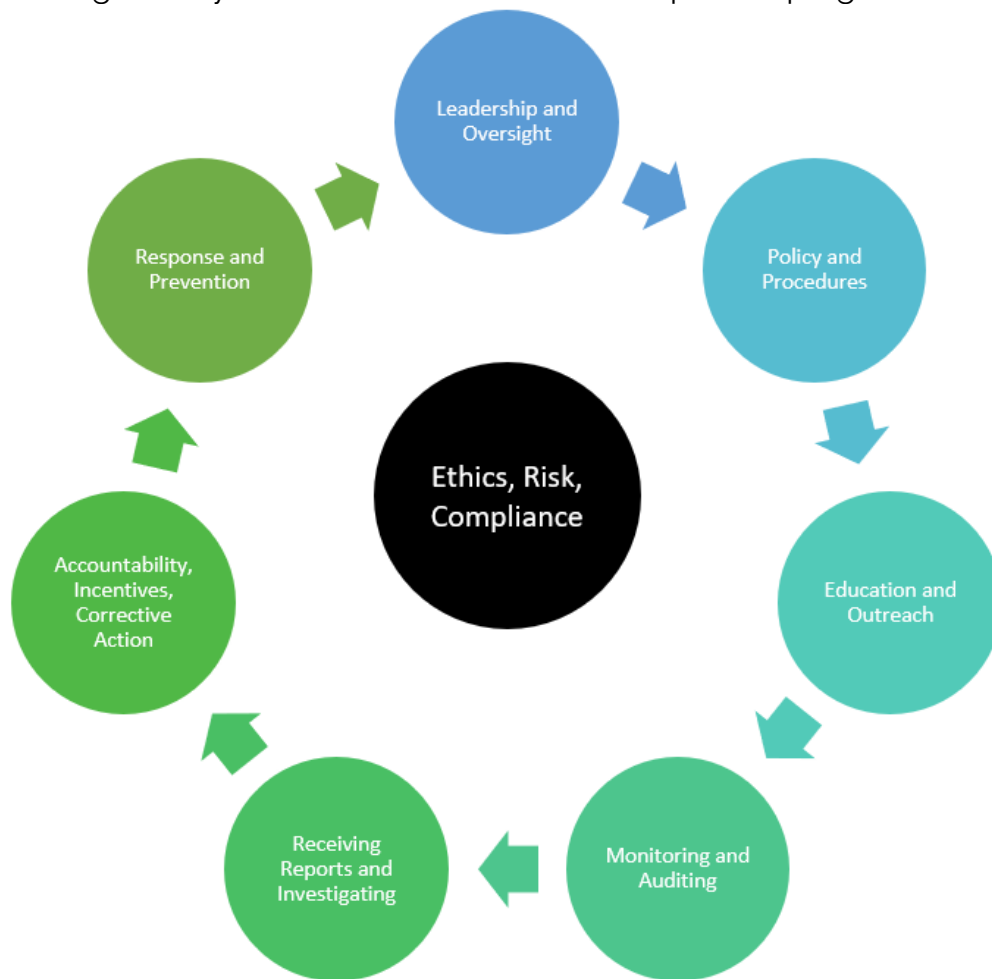 Leadership and
Oversight
Policy and
Procedures
Education and
Outreach
Monitoring and
Auditing
Receiving
Reports and
Investigating
Accountability,
Incentives,
Corrective
Action
Response and
Prevention
Ethics, Risk,
Compliance